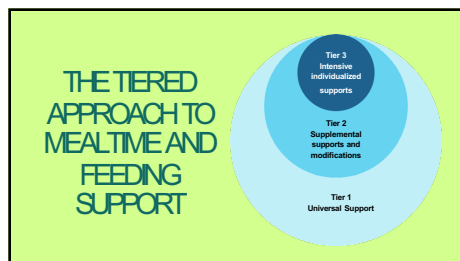 THE TIERED
APPROACH TO
MEALTIME AND
FEEDING
SUPPORT
Tier 3
Intensive
individualized
supports
Tier 2
Supplemental
supports and
modifications
Tier 1
Universal Support